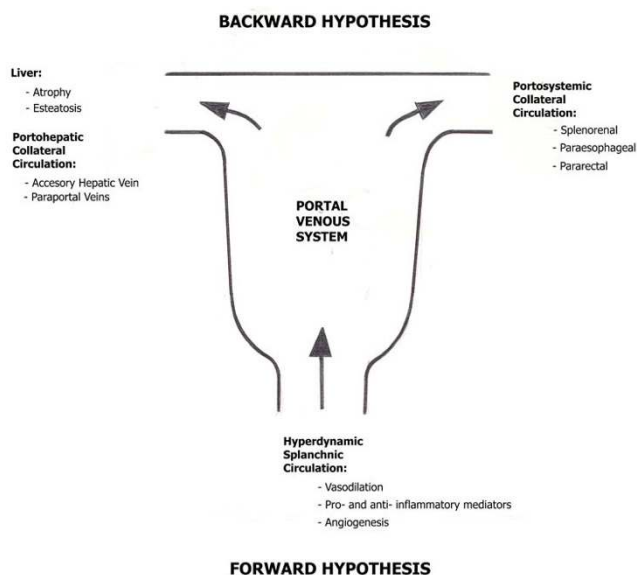 BACKWARD HYPOTHESIS
Liver:
- Atrophy
- Esteatosis
Portohepatic
Collateral
Circulation:
- Accesory Hepatic Vein
- Paraportal Veins
Portosystemic
Collateral
Circulation:
- Splenorenal
- Paraesophageal
- Pararectal
PORTAL
VENOUS
SYSTEM
Hyperdynamic
Splanchnic
Circulation:
- Vasodilation
- Pro- and anti- inflammatory mediators
- Angiogenesis
FORWARD HYPOTHESIS